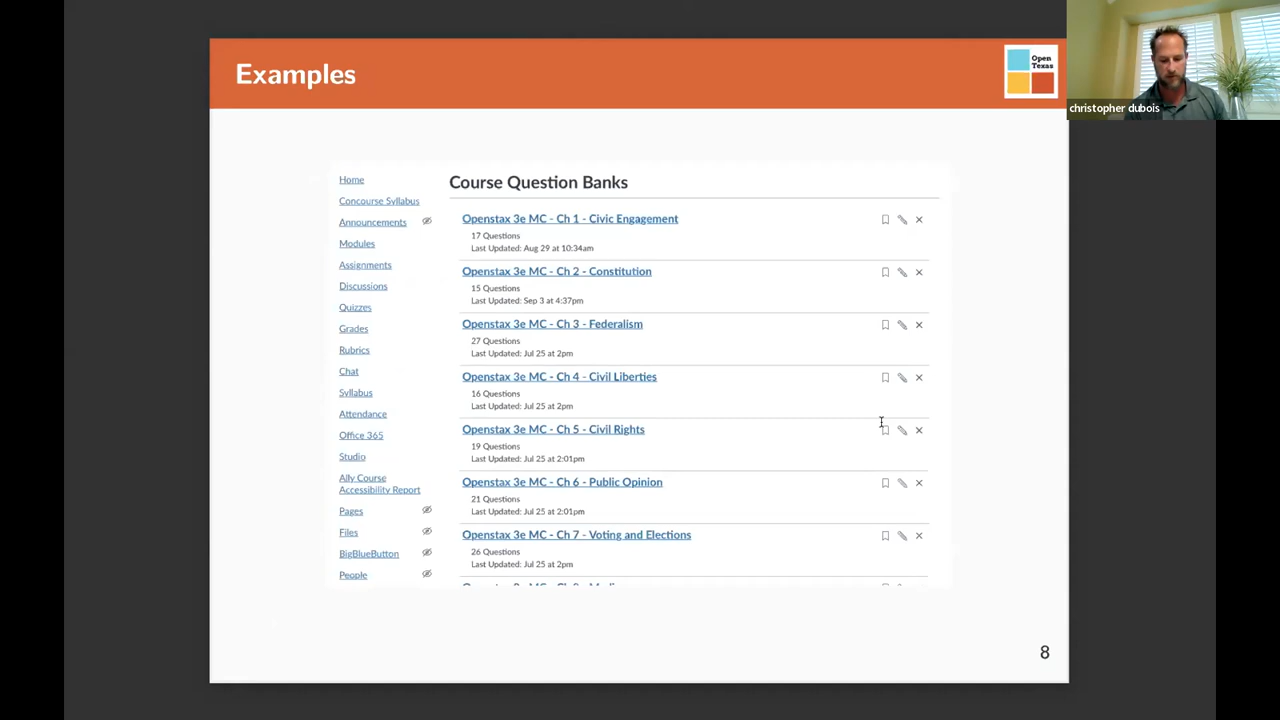 Examples
Open
Texas
christopher dubois
Home
Concourse Syllabus
Announcements
Modules
Assignments
Discussions
Quizzes
Grades
Rubrics
Chat
Syllabus
Attendance
Office 365
Studio
Ally Course
Accessibility Report
Pages
Files
BigBlueButton
People
Course Question Banks
Openstax 3e MC - Ch 1 - Civic Engagement
17 Questions
Last Updated: Aug 29 at 10:34am
Openstax 3e MC - Ch 2 - Constitution
15 Questions
Last Updated: Sep 3 at 4:37pm
Openstax 3e MC - Ch 3 - Federalism
27 Questions
Last Updated: Jul 25 at 2pm
Openstax 3e MC - Ch 4 - Civil Liberties
16 Questions
Last Updated: Jul 25 at 2pm
Openstax 3e MC - Ch 5 - Civil Rights
19 Questions
Last Updated: Jul 25 at 2:01pm
Openstax 3e MC - Ch 6 - Public Opinion
21 Questions
Last Updated: Jul 25 at 2:01pm
Openstax 3e MC - Ch 7 - Voting and Elections
26 Questions
Last Updated: Jul 25 at 2pm
8